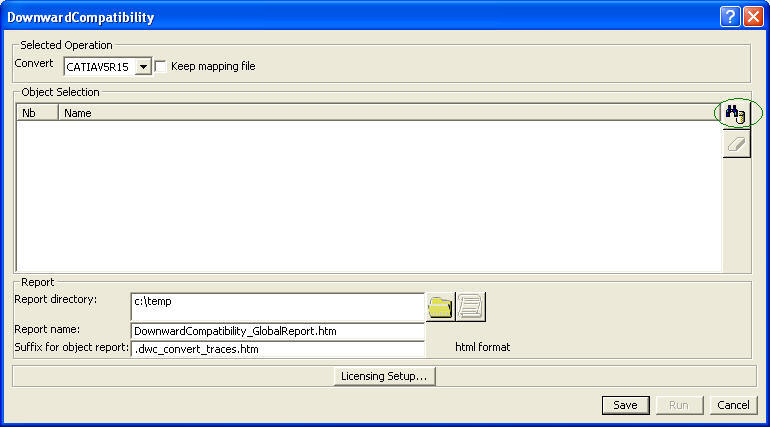 DownwardCompatibility
Selected Operation
Convert CATIAV5R15 Keep mapping file
Object Selection
Nb Name
Report
Report directory: c:\temp
Report name: DownwardCompatibility_GlobalReport.htm
Suffix for object report: .dwc_convert_traces.htm html format
Licensing Setup...
Save Run Cancel